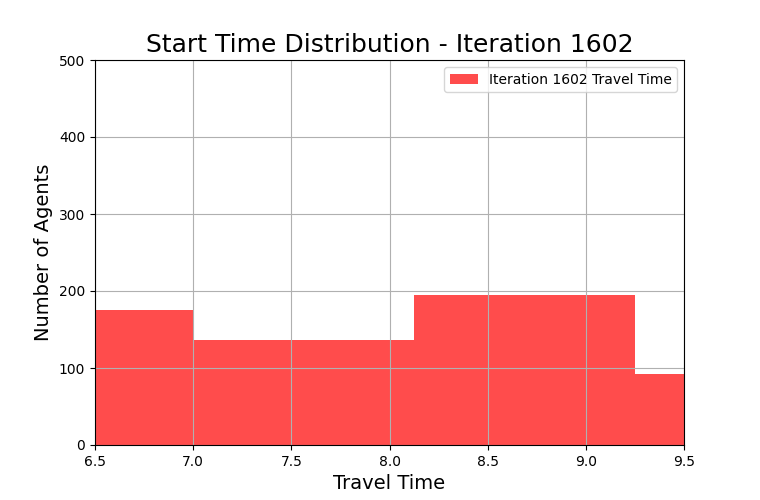 Start Time Distribution - Iteration 1602
Iteration 1602 Travel Time
Number of Agents
500
400
300
200
100
0
6.5 7.0 7.5 8.0 8.5 9.0 9.5
Travel Time